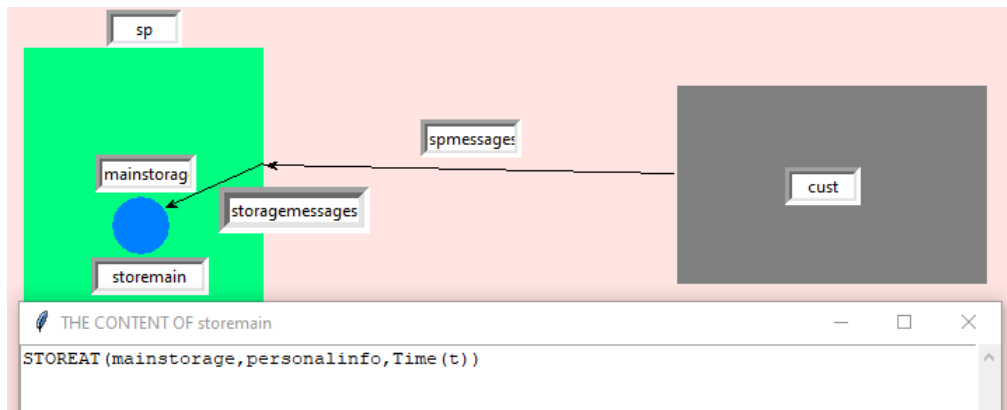 sp
spmessages
mainstorag
cust
storagemessages
storemain
THE CONTENT OF storemain
STOREAT(mainstorage,personalinfo,Time(t))